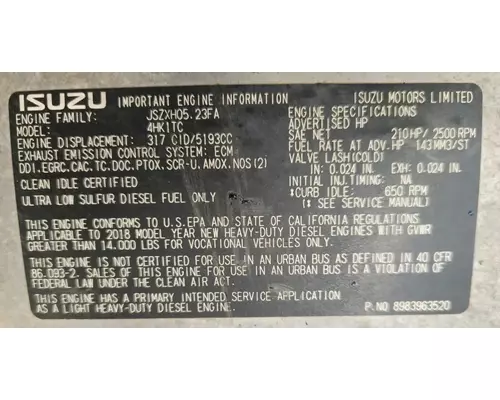 ISUZU IMPORTANT ENGINE INFORMATION ISUZU MOTORS LIMITED
ENGINE FAMILY: JSZXH05.23FA
MODEL: 4HK1TC
ENGINE DISPLACEMENT: 317 CID/5193CC
EXHAUST EMISSION CONTROL SYSTEM: ECM
DDI.EGRC.CAC.TC.DOC.PTOX.SCR-U.AMOX.NOS(2)
CLEAN IDLE CERTIFIED
ULTRA LOW SULFUR DIESEL FUEL ONLY
ENGINE SPECIFICATIONS
ADVERTISED HP
SAE NET 210HP/2500RPM
FUEL RATE AT ADV.HP 143MM3/ST
VALVE LASH(COLD)
IN: 0.024 IN. EXH: 0.024 IN.
INITIAL INJ.TIMING NA
*CURB IDLE: 650 RPM
(* SEE SERVICE MANUAL)
THIS ENGINE CONFORMS TO U.S.EPA AND STATE OF CALIFORNIA REGULATIONS
APPLICABLE TO 2018 MODEL YEAR NEW HEAVY-DUTY DIESEL ENGINES WITH GVWR
GREATER THAN 14.000 LBS FOR VOCATIONAL VEHICLES ONLY.
THIS ENGINE IS NOT CERTIFIED FOR USE IN AN URBAN BUS AS DEFINED IN 40 CFR
86.093-2. SALES OF THIS ENGINE FOR USE IN AN URBAN BUS IS A VIOLATION OF
FEDERAL LAW UNDER THE CLEAN AIR ACT.
THIS ENGINE HAS A PRIMARY INTENDED SERVICE APPLICATION
AS A LIGHT HEAVY-DUTY DIESEL ENGINE.
P.NO 8983963520